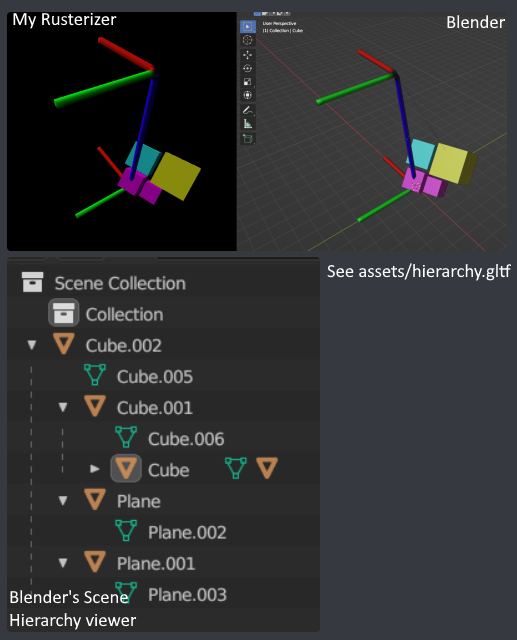 My Rusterizer
User Perspective
(1) Collection | Cube
Blender
See assets/hierarchy.gltf
Scene Collection
Collection
Cube.002
Cube.005
Cube.001
Cube.006
Cube
Plane
Plane.002
Plane.001
Plane.003
Blender's Scene
Hierarchy viewer